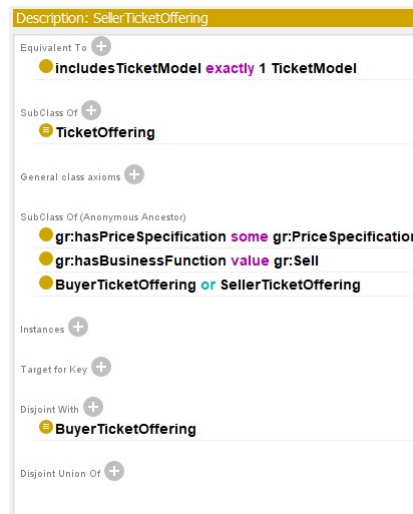 Description: SellerTicketOffering
Equivalent To
includesTicketModel exactly 1 TicketModel
SubClass Of
TicketOffering
General class axioms
SubClass Of (Anonymous Ancestor)
gr:hasPriceSpecification some gr:PriceSpecification
gr:hasBusinessFunction value gr:Sell
BuyerTicketOffering or SellerTicketOffering
Instances
Target for Key
Disjoint With
BuyerTicketOffering
Disjoint Union Of